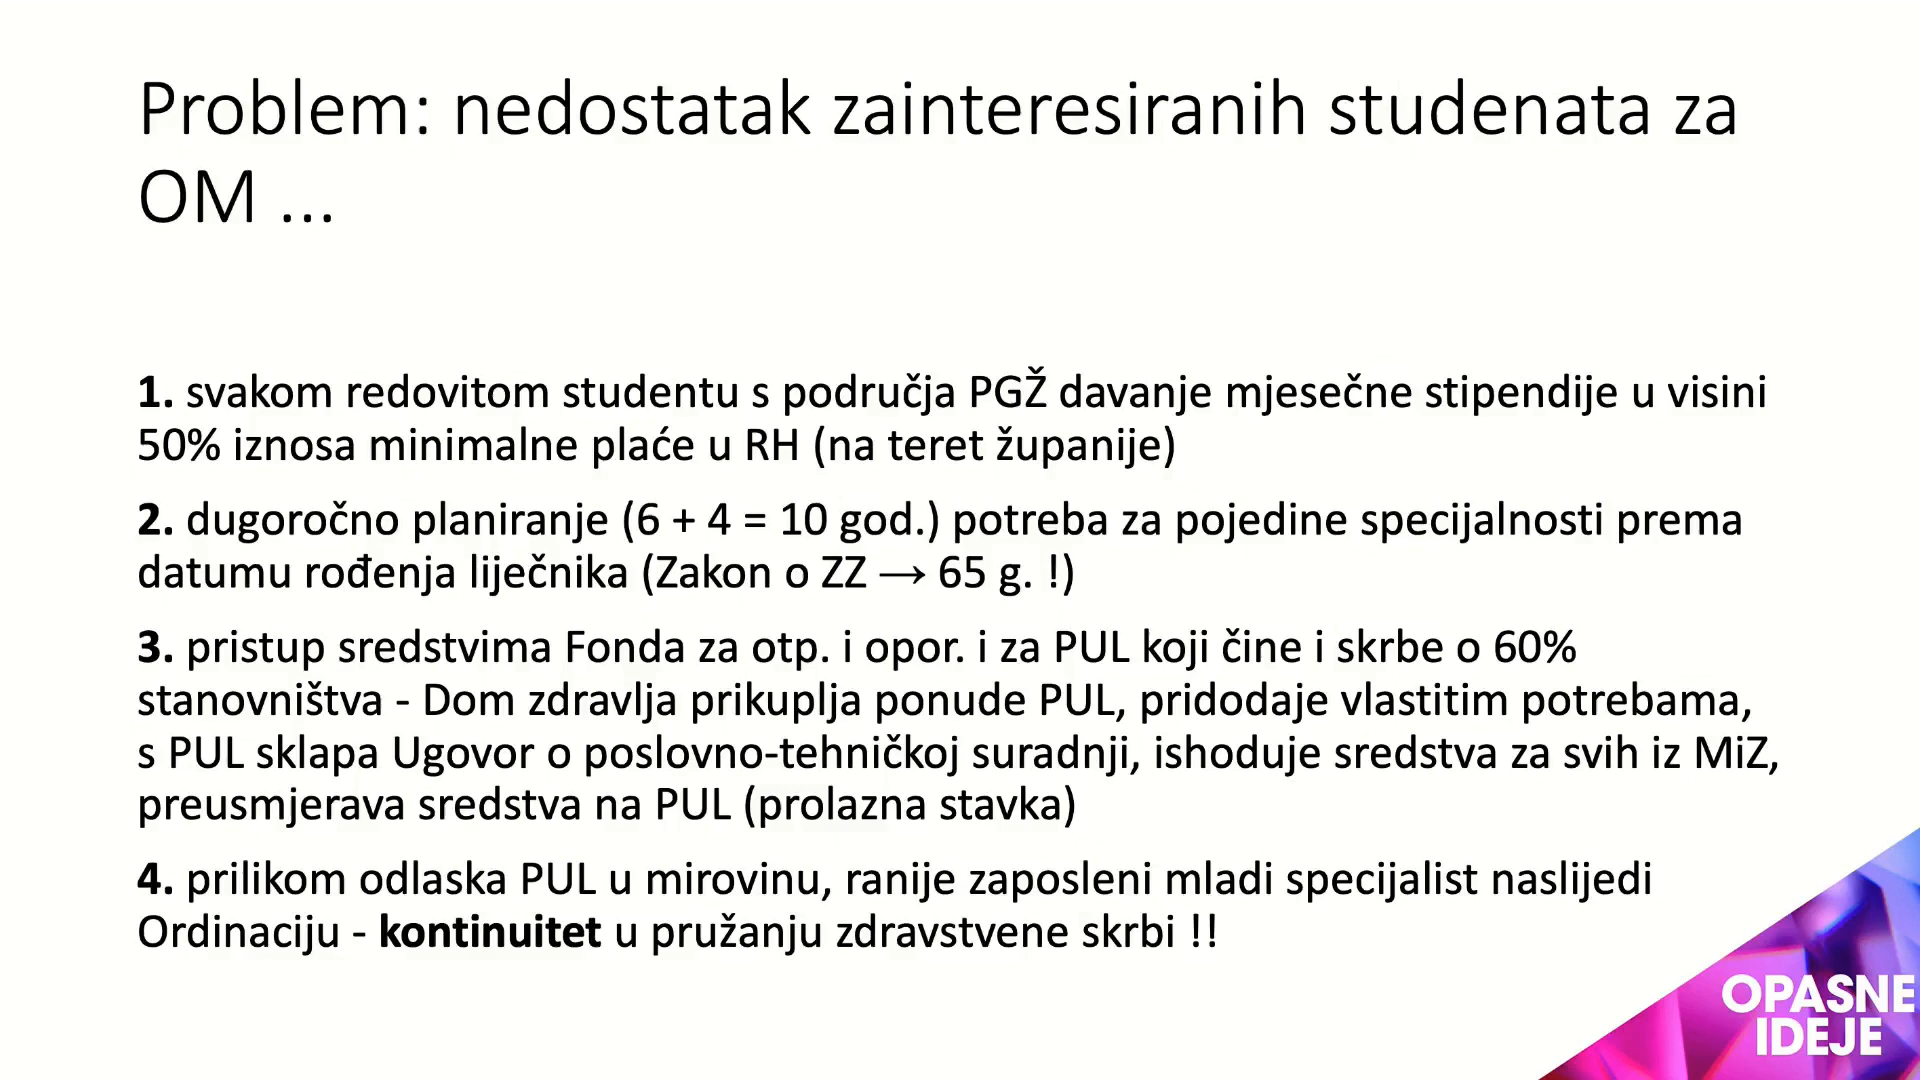 Problem: nedostatak zainteresiranih studenata za
OM ...
1. svakom redovitom studentu s područja PGŽ davanje mjesečne stipendije u visini
50% iznosa minimalne plaće u RH (na teret županije)
2. dugoročno planiranje (6 + 4 = 10 god.) potreba za pojedine specijalnosti prema
datumu rođenja liječnika (Zakon o ZZ → 65 g. !)
3. pristup sredstvima Fonda za otp. i opor. i za PUL koji čine i skrbe o 60%
stanovništva - Dom zdravlja prikuplja ponude PUL, pridodaje vlastitim potrebama,
s PUL sklapa Ugovor o poslovno-tehničkoj suradnji, ishoduje sredstva za svih iz MiZ,
preusmjerava sredstva na PUL (prolazna stavka)
4. prilikom odlaska PUL u mirovinu, ranije zaposleni mladi specijalist naslijedi
Ordinaciju - kontinuitet u pružanju zdravstvene skrbi !!
OPASNE
IDEJE